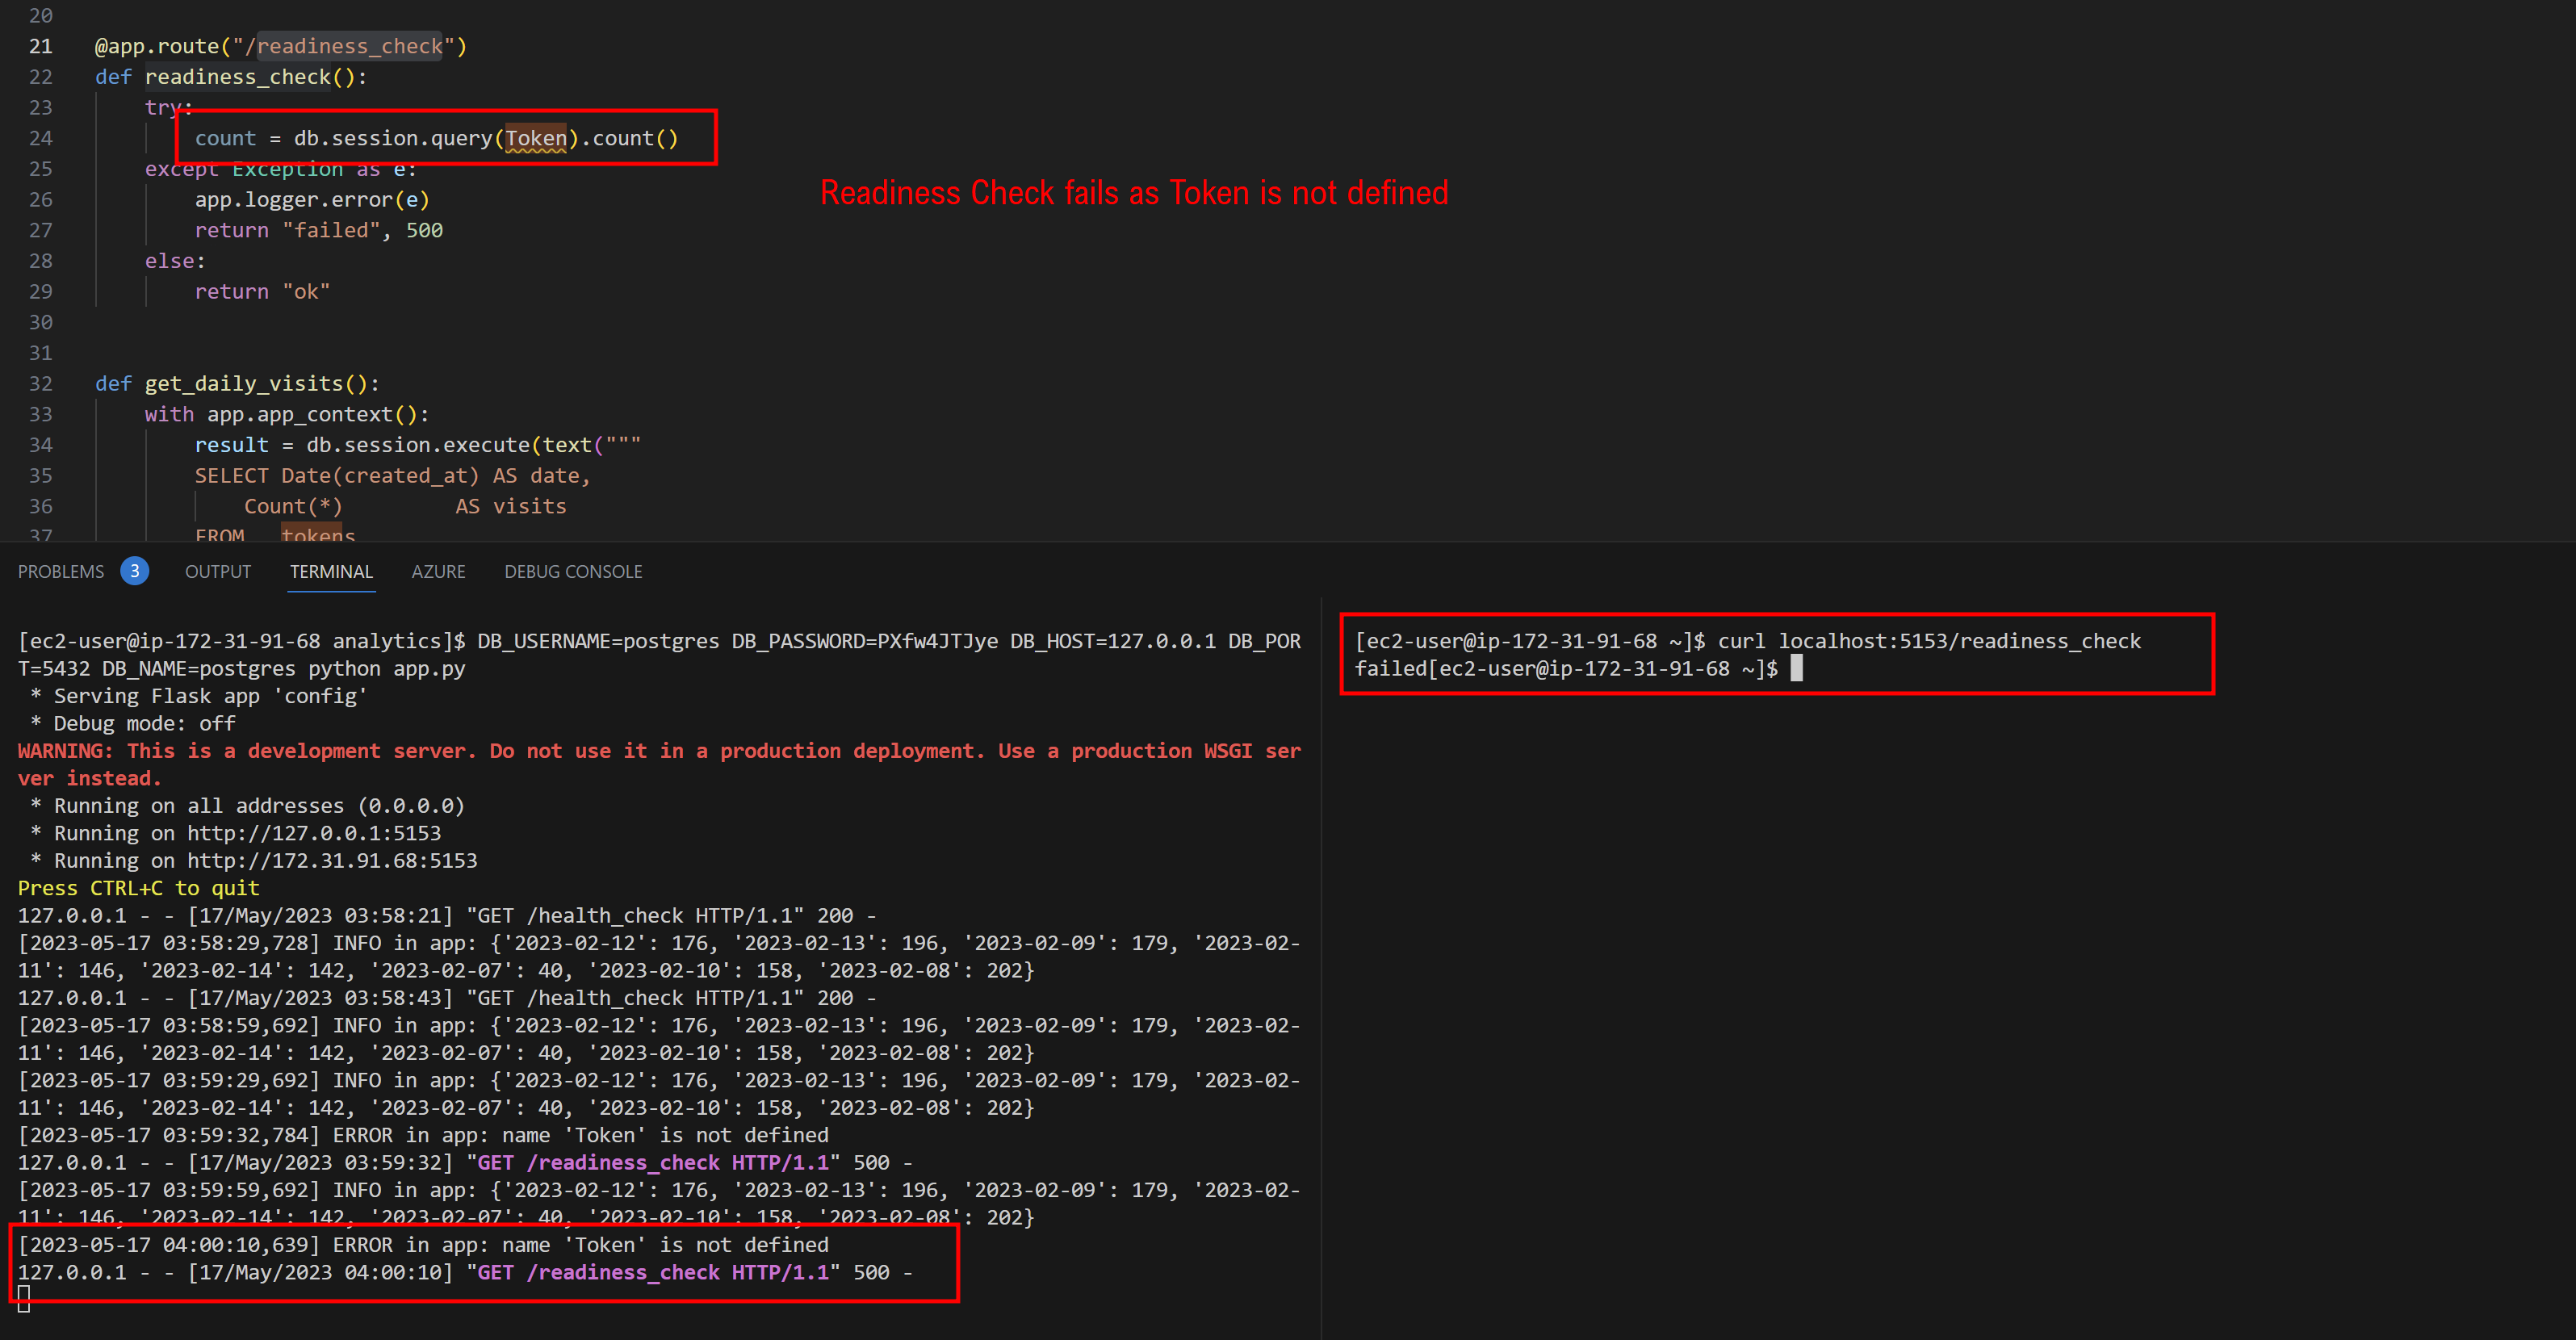 20
21 @app.route("/readiness_check")
22 def readiness_check():
23 try:
24 count = db.session.query(Token).count()
25 except Exception as e:
Readiness Check fails as Token is not defined
26 app.logger.error(e)
27 return "failed", 500
28 else:
29 return "ok"
30
31
32 def get_daily_visits():
33 with app.app_context():
34 result = db.session.execute(text("""
35 SELECT Date(created_at) AS date,
36 Count(*) AS visits
37 FROM tokens
PROBLEMS 3 OUTPUT TERMINAL AZURE DEBUG CONSOLE
[ec2-user@ip-172-31-91-68 analytics]$ DB_USERNAME=postgres DB_PASSWORD=PXfw4JTJye DB_HOST=127.0.0.1 DB_POR
T=5432 DB_NAME=postgres python app.py
* Serving Flask app 'config'
* Debug mode: off
WARNING: This is a development server. Do not use it in a production deployment. Use a production WSGI ser
ver instead.
* Running on all addresses (0.0.0.0)
* Running on http://127.0.0.1:5153
* Running on http://172.31.91.68:5153
Press CTRL+C to quit
127.0.0.1 - - [17/May/2023 03:58:21] "GET /health_check HTTP/1.1" 200 -
[2023-05-17 03:58:29,728] INFO in app: {'2023-02-12': 176, '2023-02-13': 196, '2023-02-09': 179, '2023-02-
11': 146, '2023-02-14': 142, '2023-02-07': 40, '2023-02-10': 158, '2023-02-08': 202}
127.0.0.1 - - [17/May/2023 03:58:43] "GET /health_check HTTP/1.1" 200 -
[2023-05-17 03:58:59,692] INFO in app: {'2023-02-12': 176, '2023-02-13': 196, '2023-02-09': 179, '2023-02-
11': 146, '2023-02-14': 142, '2023-02-07': 40, '2023-02-10': 158, '2023-02-08': 202}
[2023-05-17 03:59:29,692] INFO in app: {'2023-02-12': 176, '2023-02-13': 196, '2023-02-09': 179, '2023-02-
11': 146, '2023-02-14': 142, '2023-02-07': 40, '2023-02-10': 158, '2023-02-08': 202}
[2023-05-17 03:59:32,784] ERROR in app: name 'Token' is not defined
127.0.0.1 - - [17/May/2023 03:59:32] "GET /readiness_check HTTP/1.1" 500 -
[2023-05-17 03:59:59,692] INFO in app: {'2023-02-12': 176, '2023-02-13': 196, '2023-02-09': 179, '2023-02-
11': 146, '2023-02-14': 142, '2023-02-07': 40, '2023-02-10': 158, '2023-02-08': 202}
[2023-05-17 04:00:10,639] ERROR in app: name 'Token' is not defined
127.0.0.1 - - [17/May/2023 04:00:10] "GET /readiness_check HTTP/1.1" 500 -
[ec2-user@ip-172-31-91-68 ~]$ curl localhost:5153/readiness_check
failed[ec2-user@ip-172-31-91-68 ~]$